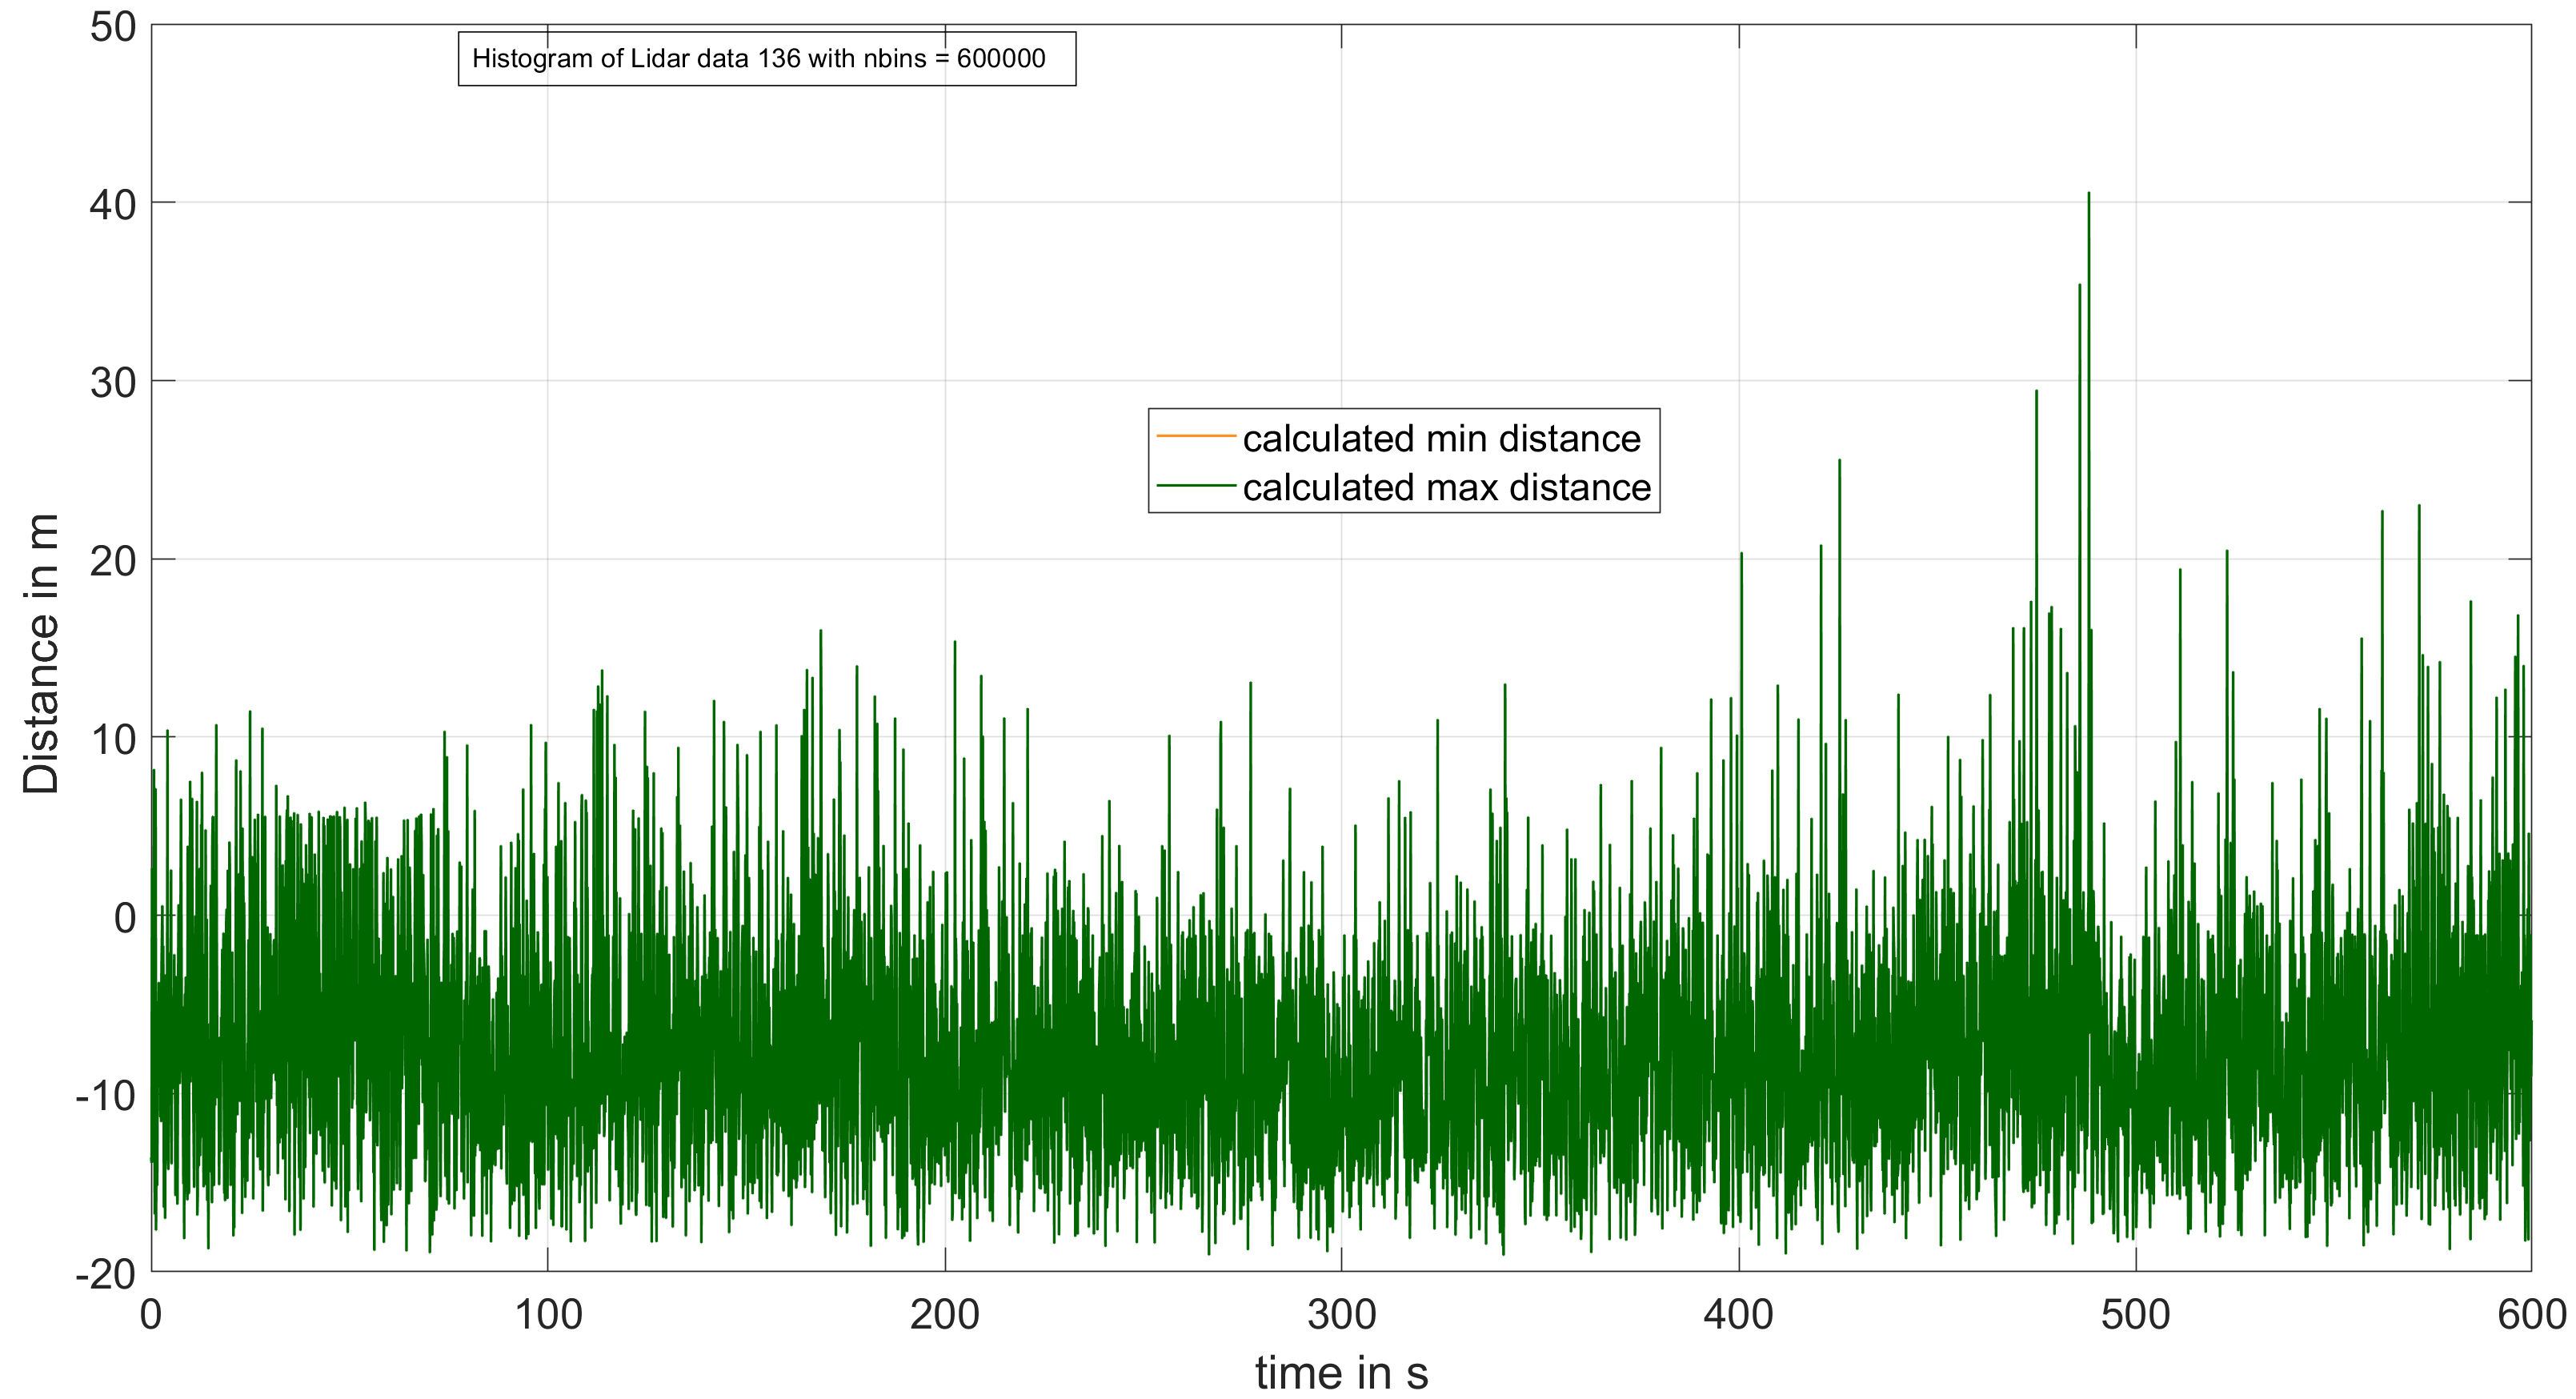 Histogram of Lidar data 136 with nbins = 600000
50
40
30
20
10
0
-10
-20
Distance in m
calculated min distance
calculated max distance
0 100 200 300 400 500 600
time in s